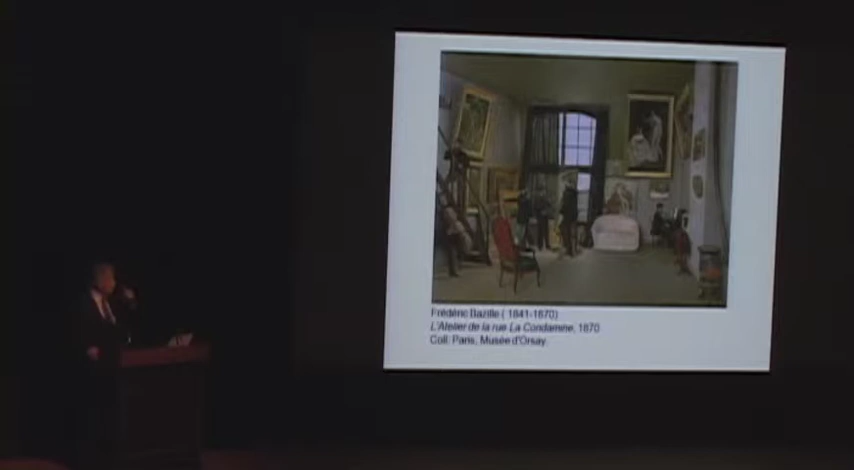 Frédéric Bazille ( 1841-1870)
L'Atelier de la rue La Condamine, 1870
Coll: Paris, Musée d'Orsay.